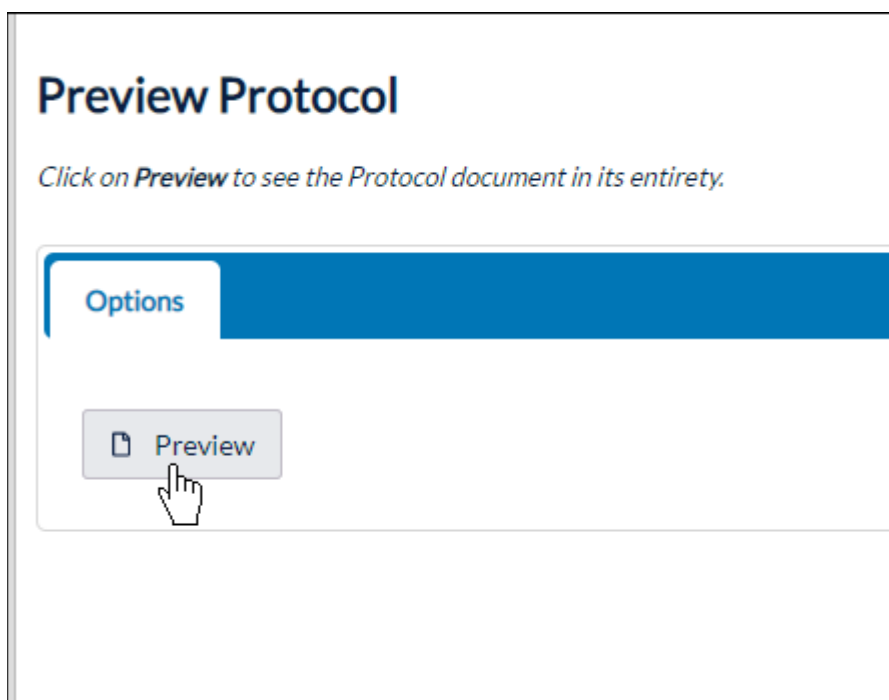 Preview Protocol
Click on Preview to see the Protocol document in its entirety.
Options
Preview